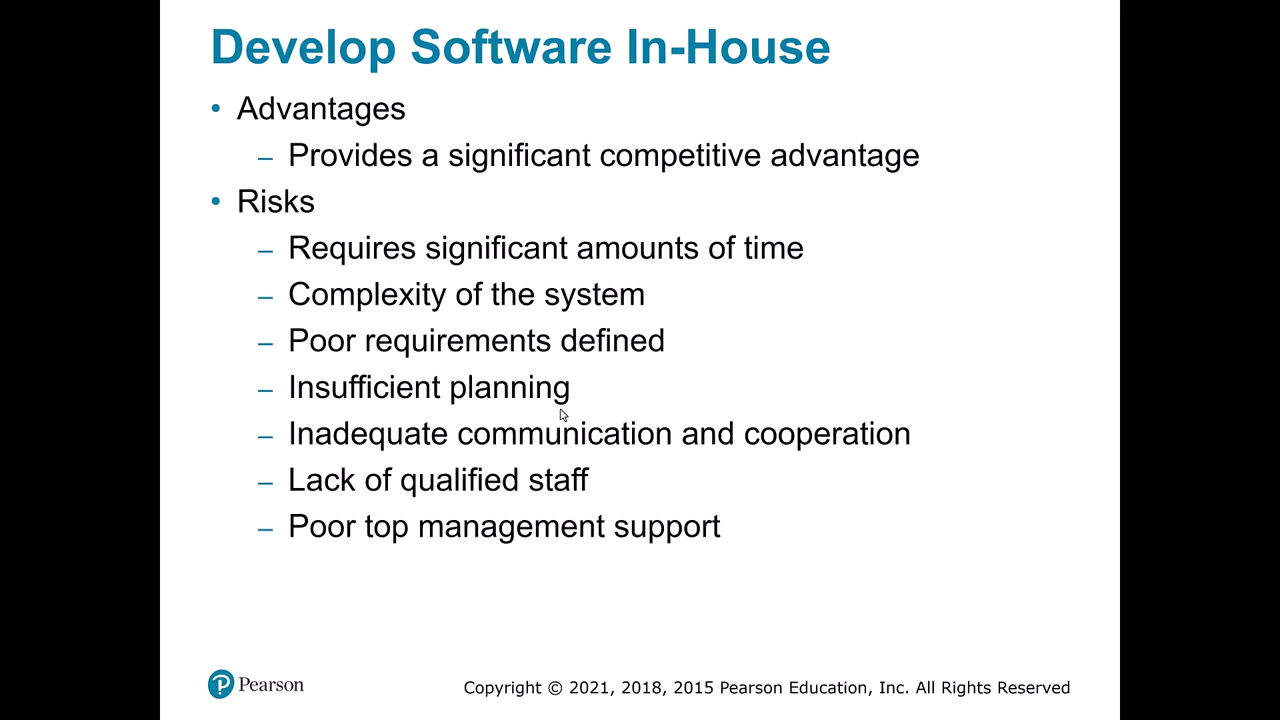 Develop Software In-House
• Advantages
– Provides a significant competitive advantage
• Risks
– Requires significant amounts of time
– Complexity of the system
– Poor requirements defined
– Insufficient planning
– Inadequate communication and cooperation
– Lack of qualified staff
– Poor top management support
P Pearson
Copyright © 2021, 2018, 2015 Pearson Education, Inc. All Rights Reserved